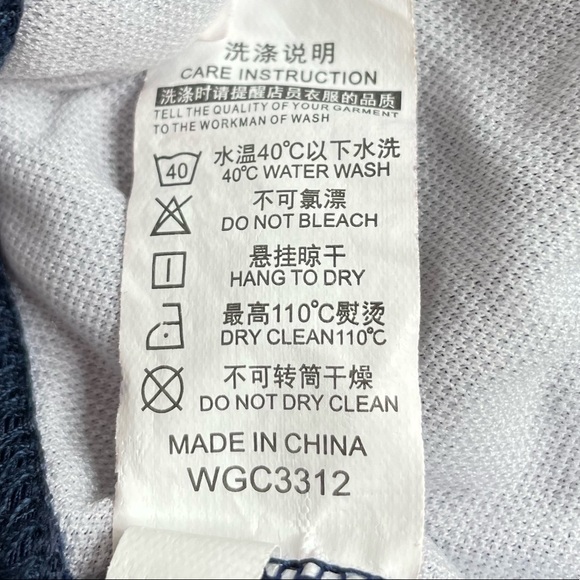 洗涤说明
CARE INSTRUCTION
洗涤时请提醒店员衣服的品质
TELL THE QUALITY OF YOUR GARMENT
TO THE WORKMAN OF WASH
40 水温40℃以下水洗
40℃ WATER WASH
不可氯漂
DO NOT BLEACH
悬挂晾干
HANG TO DRY
最高110℃熨烫
DRY CLEAN110℃
不可转筒干燥
DO NOT DRY CLEAN
MADE IN CHINA
WGC3312